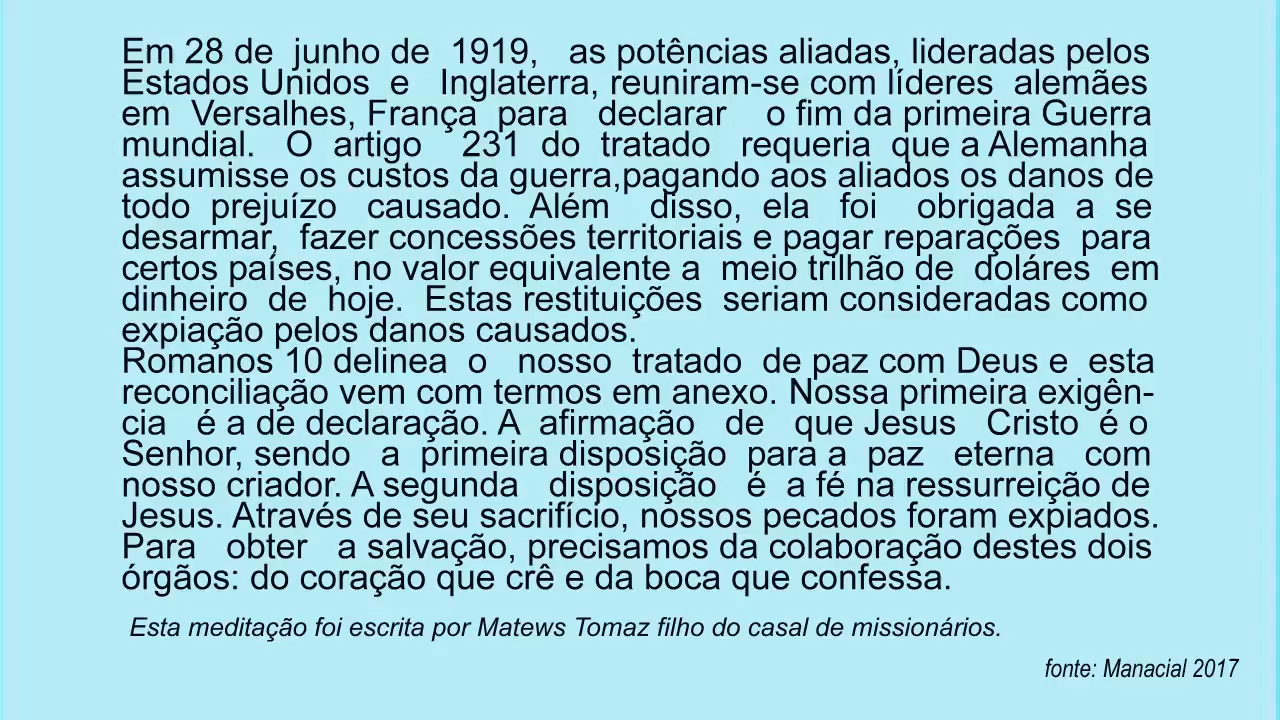 Em 28 de junho de 1919, as potências aliadas, lideradas pelos
Estados Unidos e Inglaterra, reuniram-se com líderes alemães
em Versalhes, França para declarar o fim da primeira Guerra
mundial. O artigo 231 do tratado requeria que a Alemanha
assumisse os custos da guerra,pagando aos aliados os danos de
todo prejuízo causado. Além disso, ela foi obrigada a se
desarmar, fazer concessões territoriais e pagar reparações para
certos países, no valor equivalente a meio trilhão de doláres em
dinheiro de hoje. Estas restituições seriam consideradas como
expiação pelos danos causados.
Romanos 10 delinea o nosso tratado de paz com Deus e esta
reconciliação vem com termos em anexo. Nossa primeira exigên-
cia é a de declaração. A afirmação de que Jesus Cristo é o
Senhor, sendo a primeira disposição para a paz eterna com
nosso criador. A segunda disposição é a fé na ressurreição de
Jesus. Através de seu sacrifício, nossos pecados foram expiados.
Para obter a salvação, precisamos da colaboração destes dois
órgãos: do coração que crê e da boca que confessa.
Esta meditação foi escrita por Matews Tomaz filho do casal de missionários.
fonte: Manacial 2017